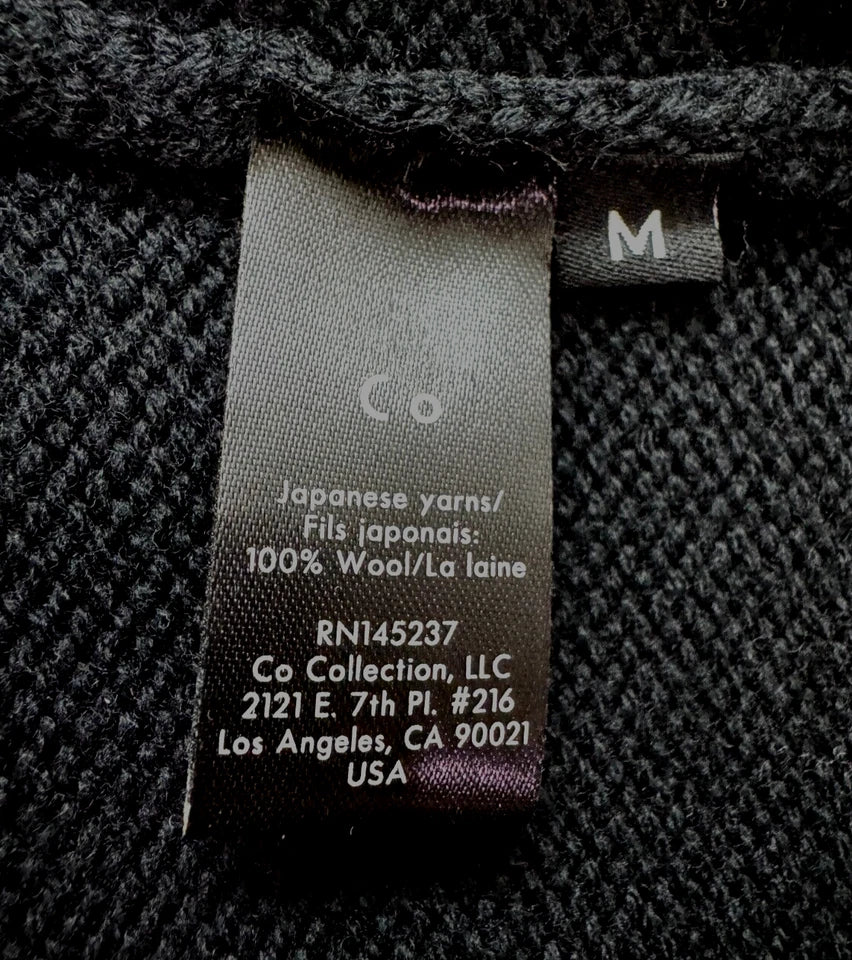 M
Co
Japanese yarns/
Fils japonais:
100% Wool/La laine
RN145237
Co Collection, LLC
2121 E. 7th Pl. #216
Los Angeles, CA 90021
USA